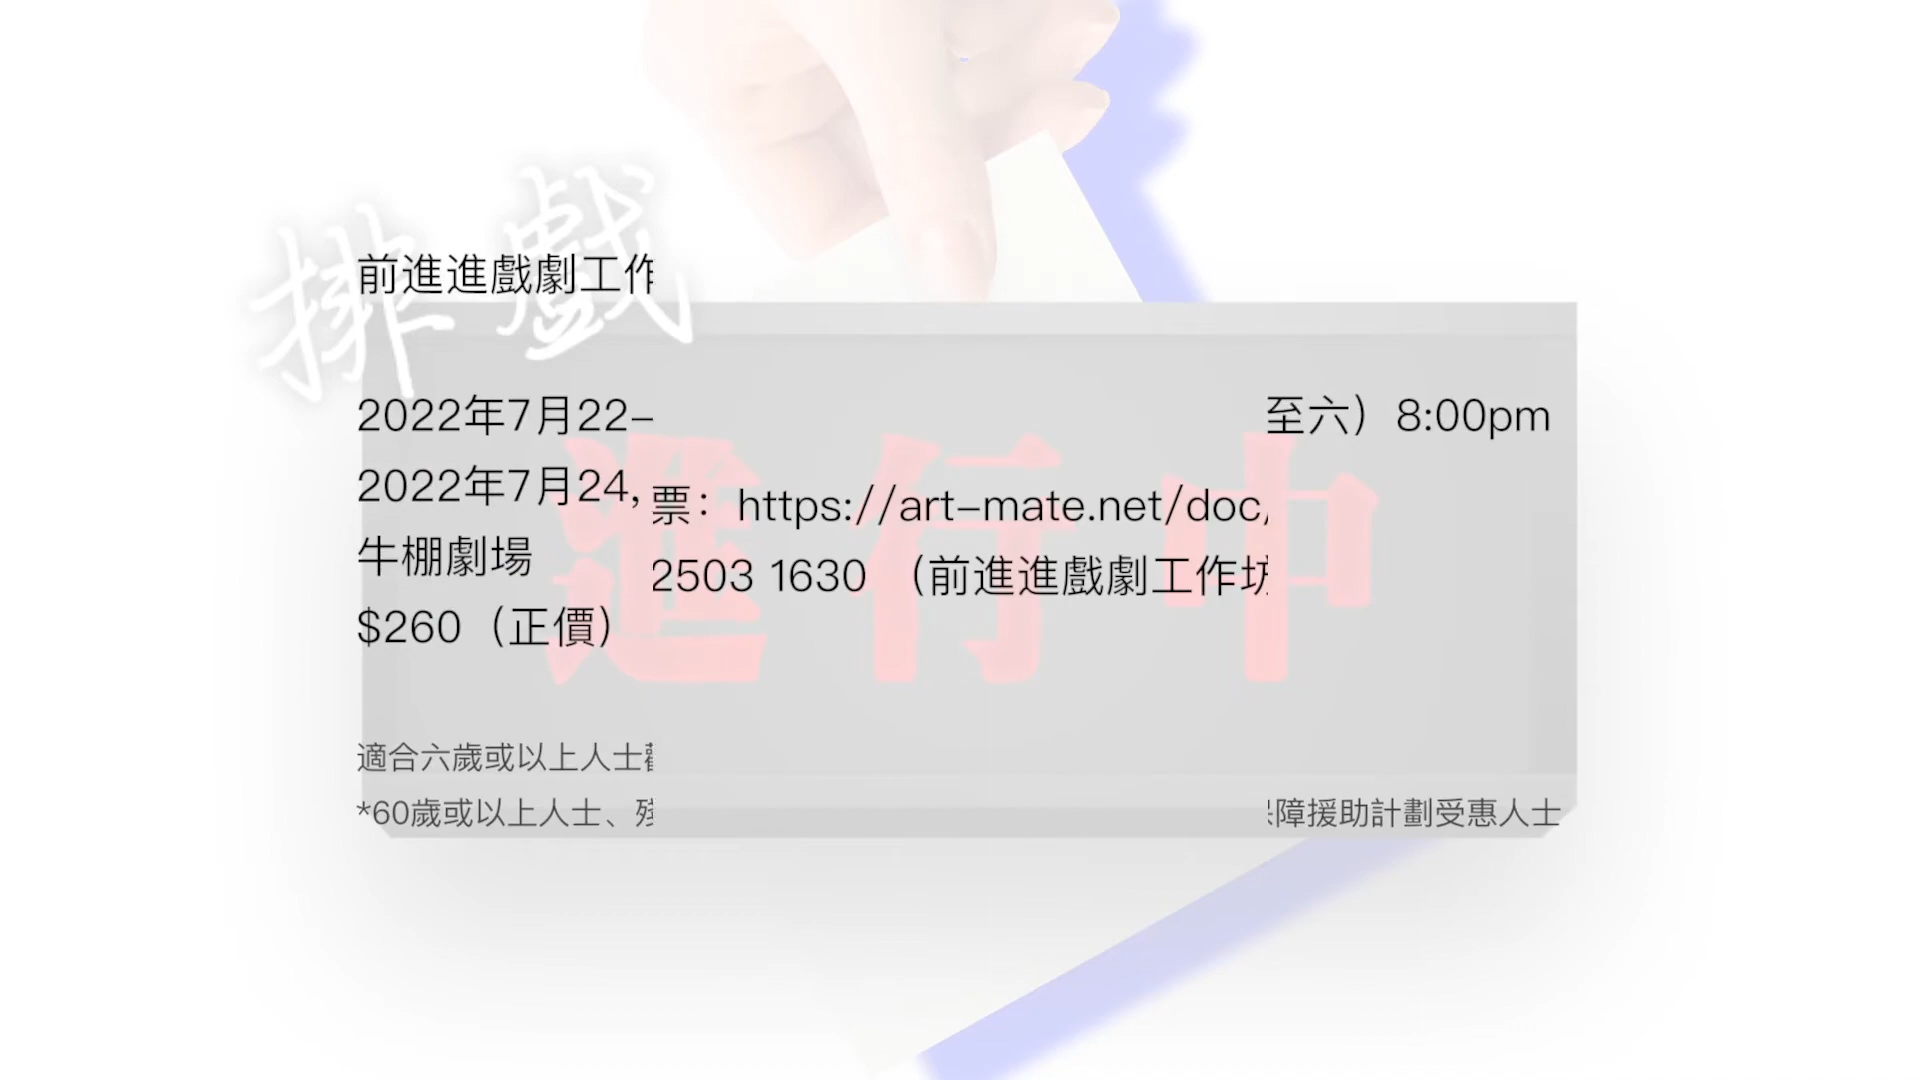 排戲
前進進戲劇工作
2022年7月22– 至六）8:00pm
2022年7月24,
票：https://art–mate.net/doc/
牛棚劇場
2503 1630 （前進進戲劇工作坊
$260（正價）
進行中
適合六歲或以上人士
*60歲或以上人士、殘 障援助計劃受惠人士